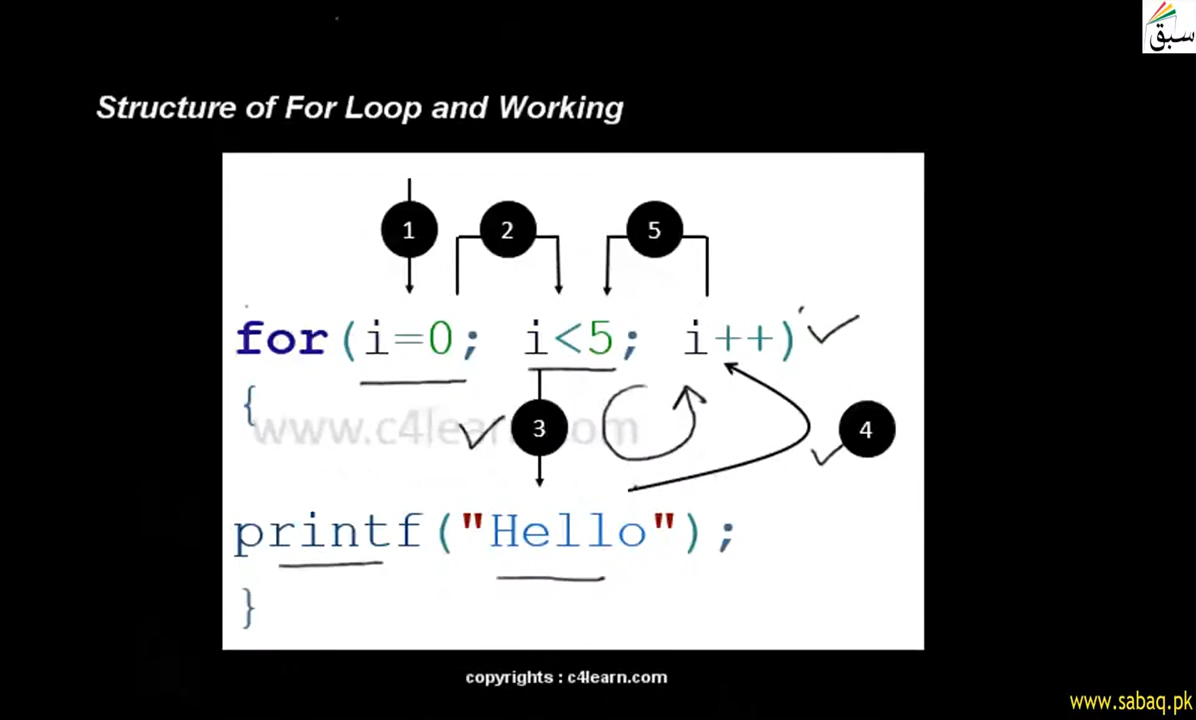 سبق
Structure of For Loop and Working
1 2 5
for(i=0; i<5; i++)
{
www.c4learn.com
3 4
printf("Hello");
}
copyrights : c4learn.com
www.sabaq.pk